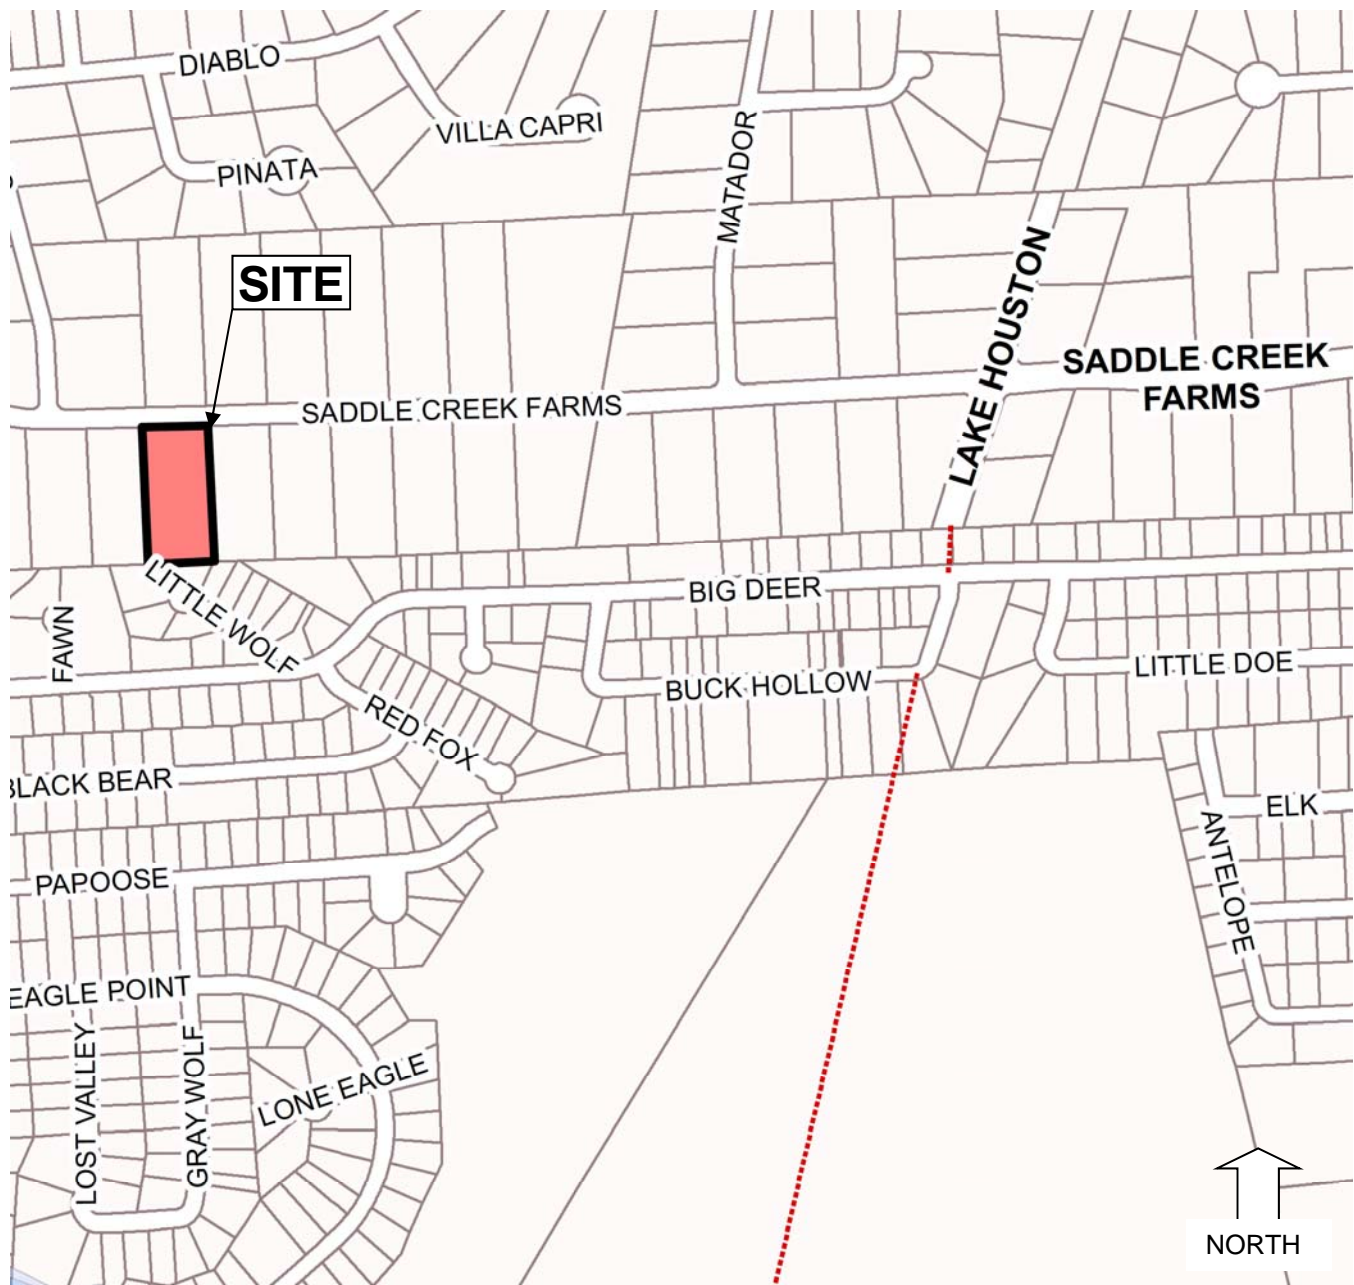 DIABLO
VILLA CAPRI
PINATA
MATADOR
SITE
LAKE HOUSTON
SADDLE CREEK
FARMS
SADDLE CREEK FARMS
LITTLE WOLF
BIG DEER
FAWN
BUCK HOLLOW
LITTLE DOE
RED FOX
BLACK BEAR
ELK
ANTELOPE
PAPOOSE
EAGLE POINT
LOST VALLEY
GRAY WOLF
LONE EAGLE
NORTH